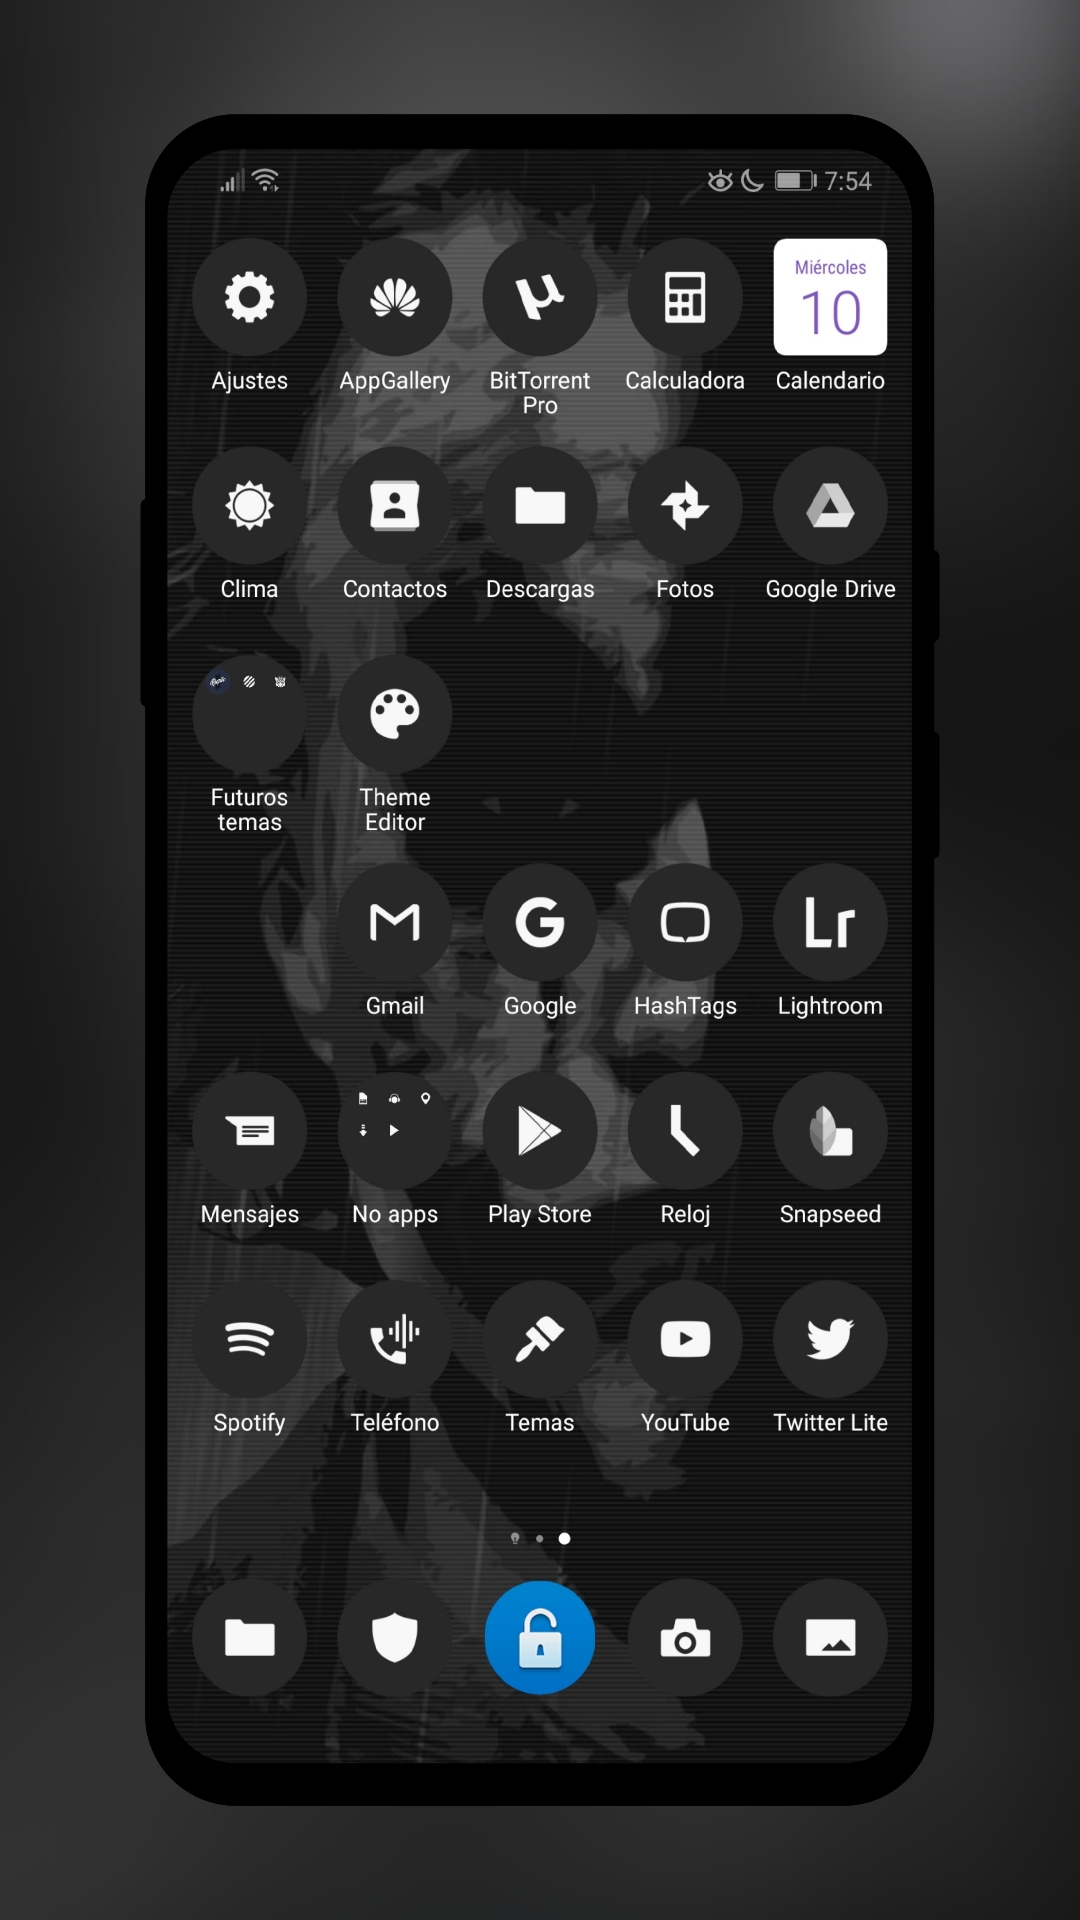 7:54
Miércoles
10
Ajustes
AppGallery
BitTorrent
Pro
Calculadora
Calendario
Clima
Contactos
Descargas
Fotos
Google Drive
Futuros
temas
Theme
Editor
Lr
Gmail
Google
HashTags
Lightroom
Mensajes
No apps
Play Store
Reloj
Snapseed
Spotify
Teléfono
Temas
YouTube
Twitter Lite